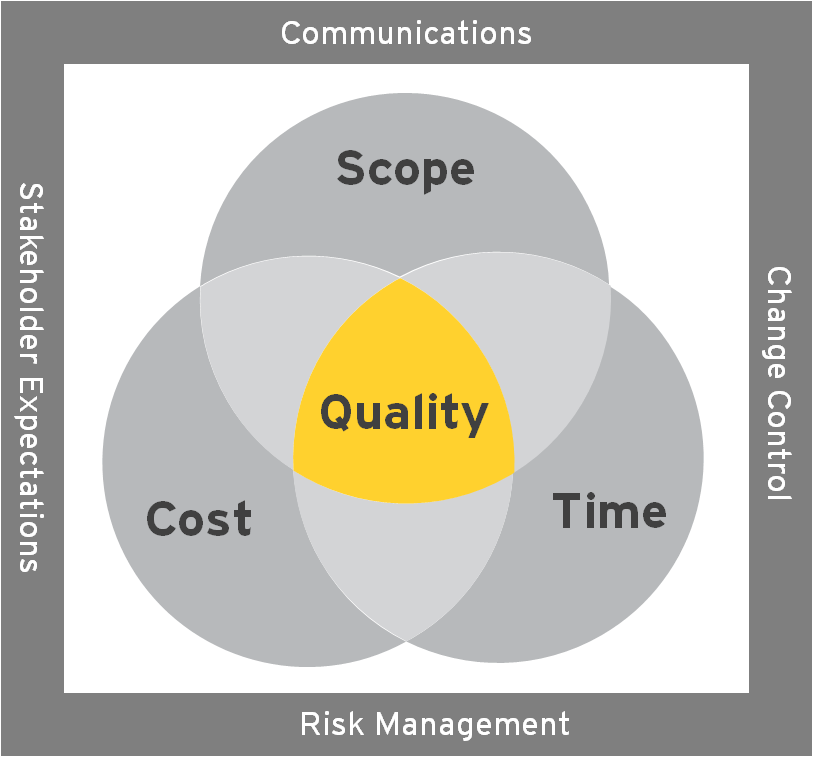 Communications
Scope
Stakeholder Expectations
Change Control
Quality
Cost
Time
Risk Management